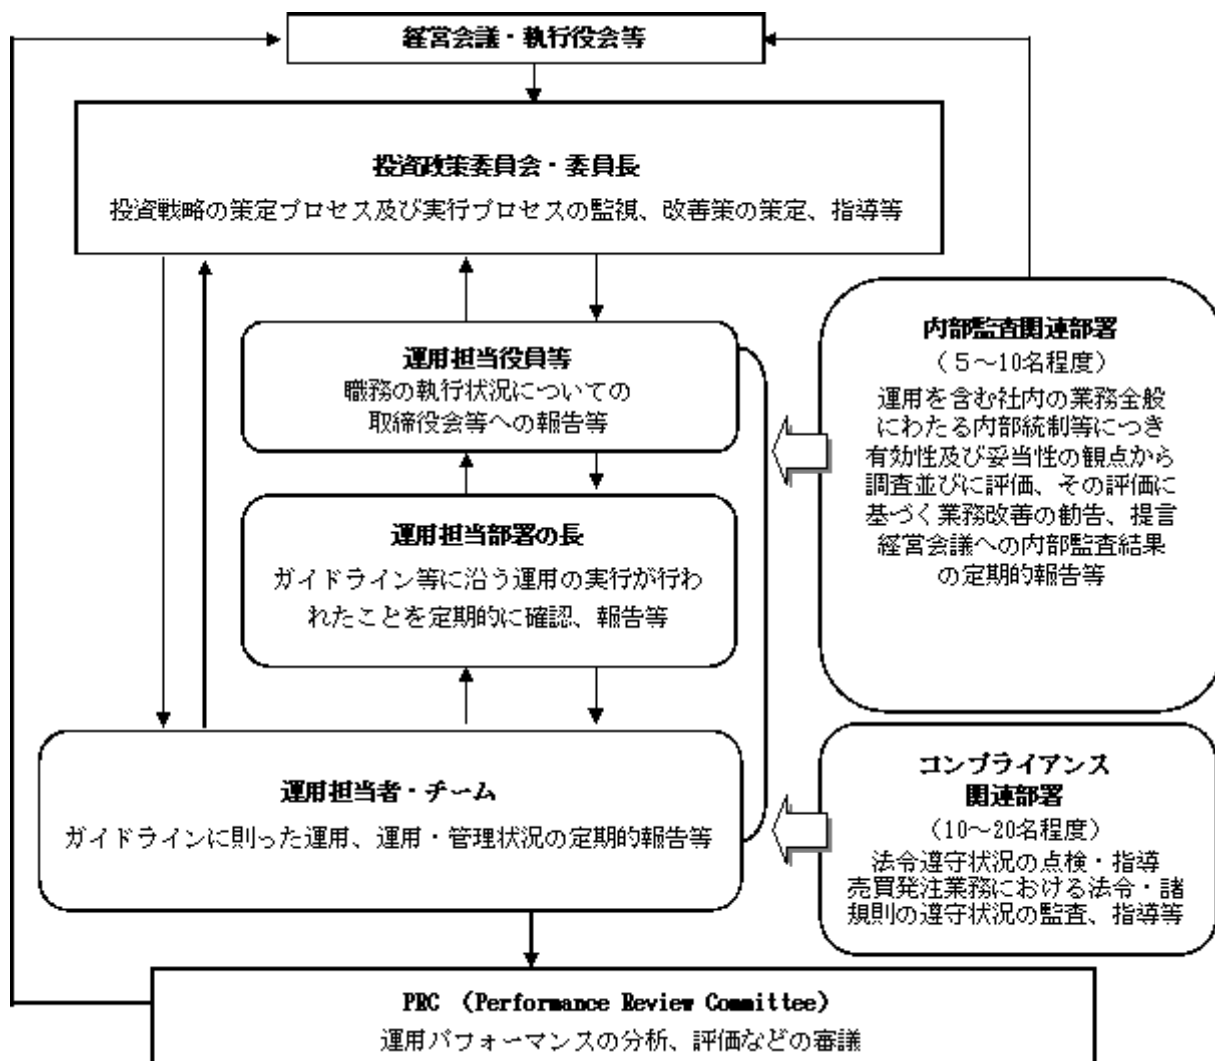 経営会議・執行役会等
投資政策委員会・委員長
投資戦略の策定プロセス及び実行プロセスの監視、改善策の策定、指導等
運用担当役員等
職務の執行状況についての
取締役会等への報告等
運用担当部署の長
ガイドライン等に沿う運用の実行が行わ
れたことを定期的に確認、報告等
内部監査関連部署
（５～10名程度）
運用を含む社内の業務全般
にわたる内部統制等につき
有効性及び妥当性の観点から
調査並びに評価、その評価に
基づく業務改善の勧告、提言
経営会議への内部監査結果
の定期的報告等
運用担当者・チーム
ガイドラインに則った運用、運用・管理状況の定期的報告等
コンプライアンス
関連部署
（10～20名程度）
法令遵守状況の点検・指導
売買発注業務における法令・諸
規則の遵守状況の監査、指導等
PRC （Performance Review Committee）
運用パフォーマンスの分析、評価などの審議